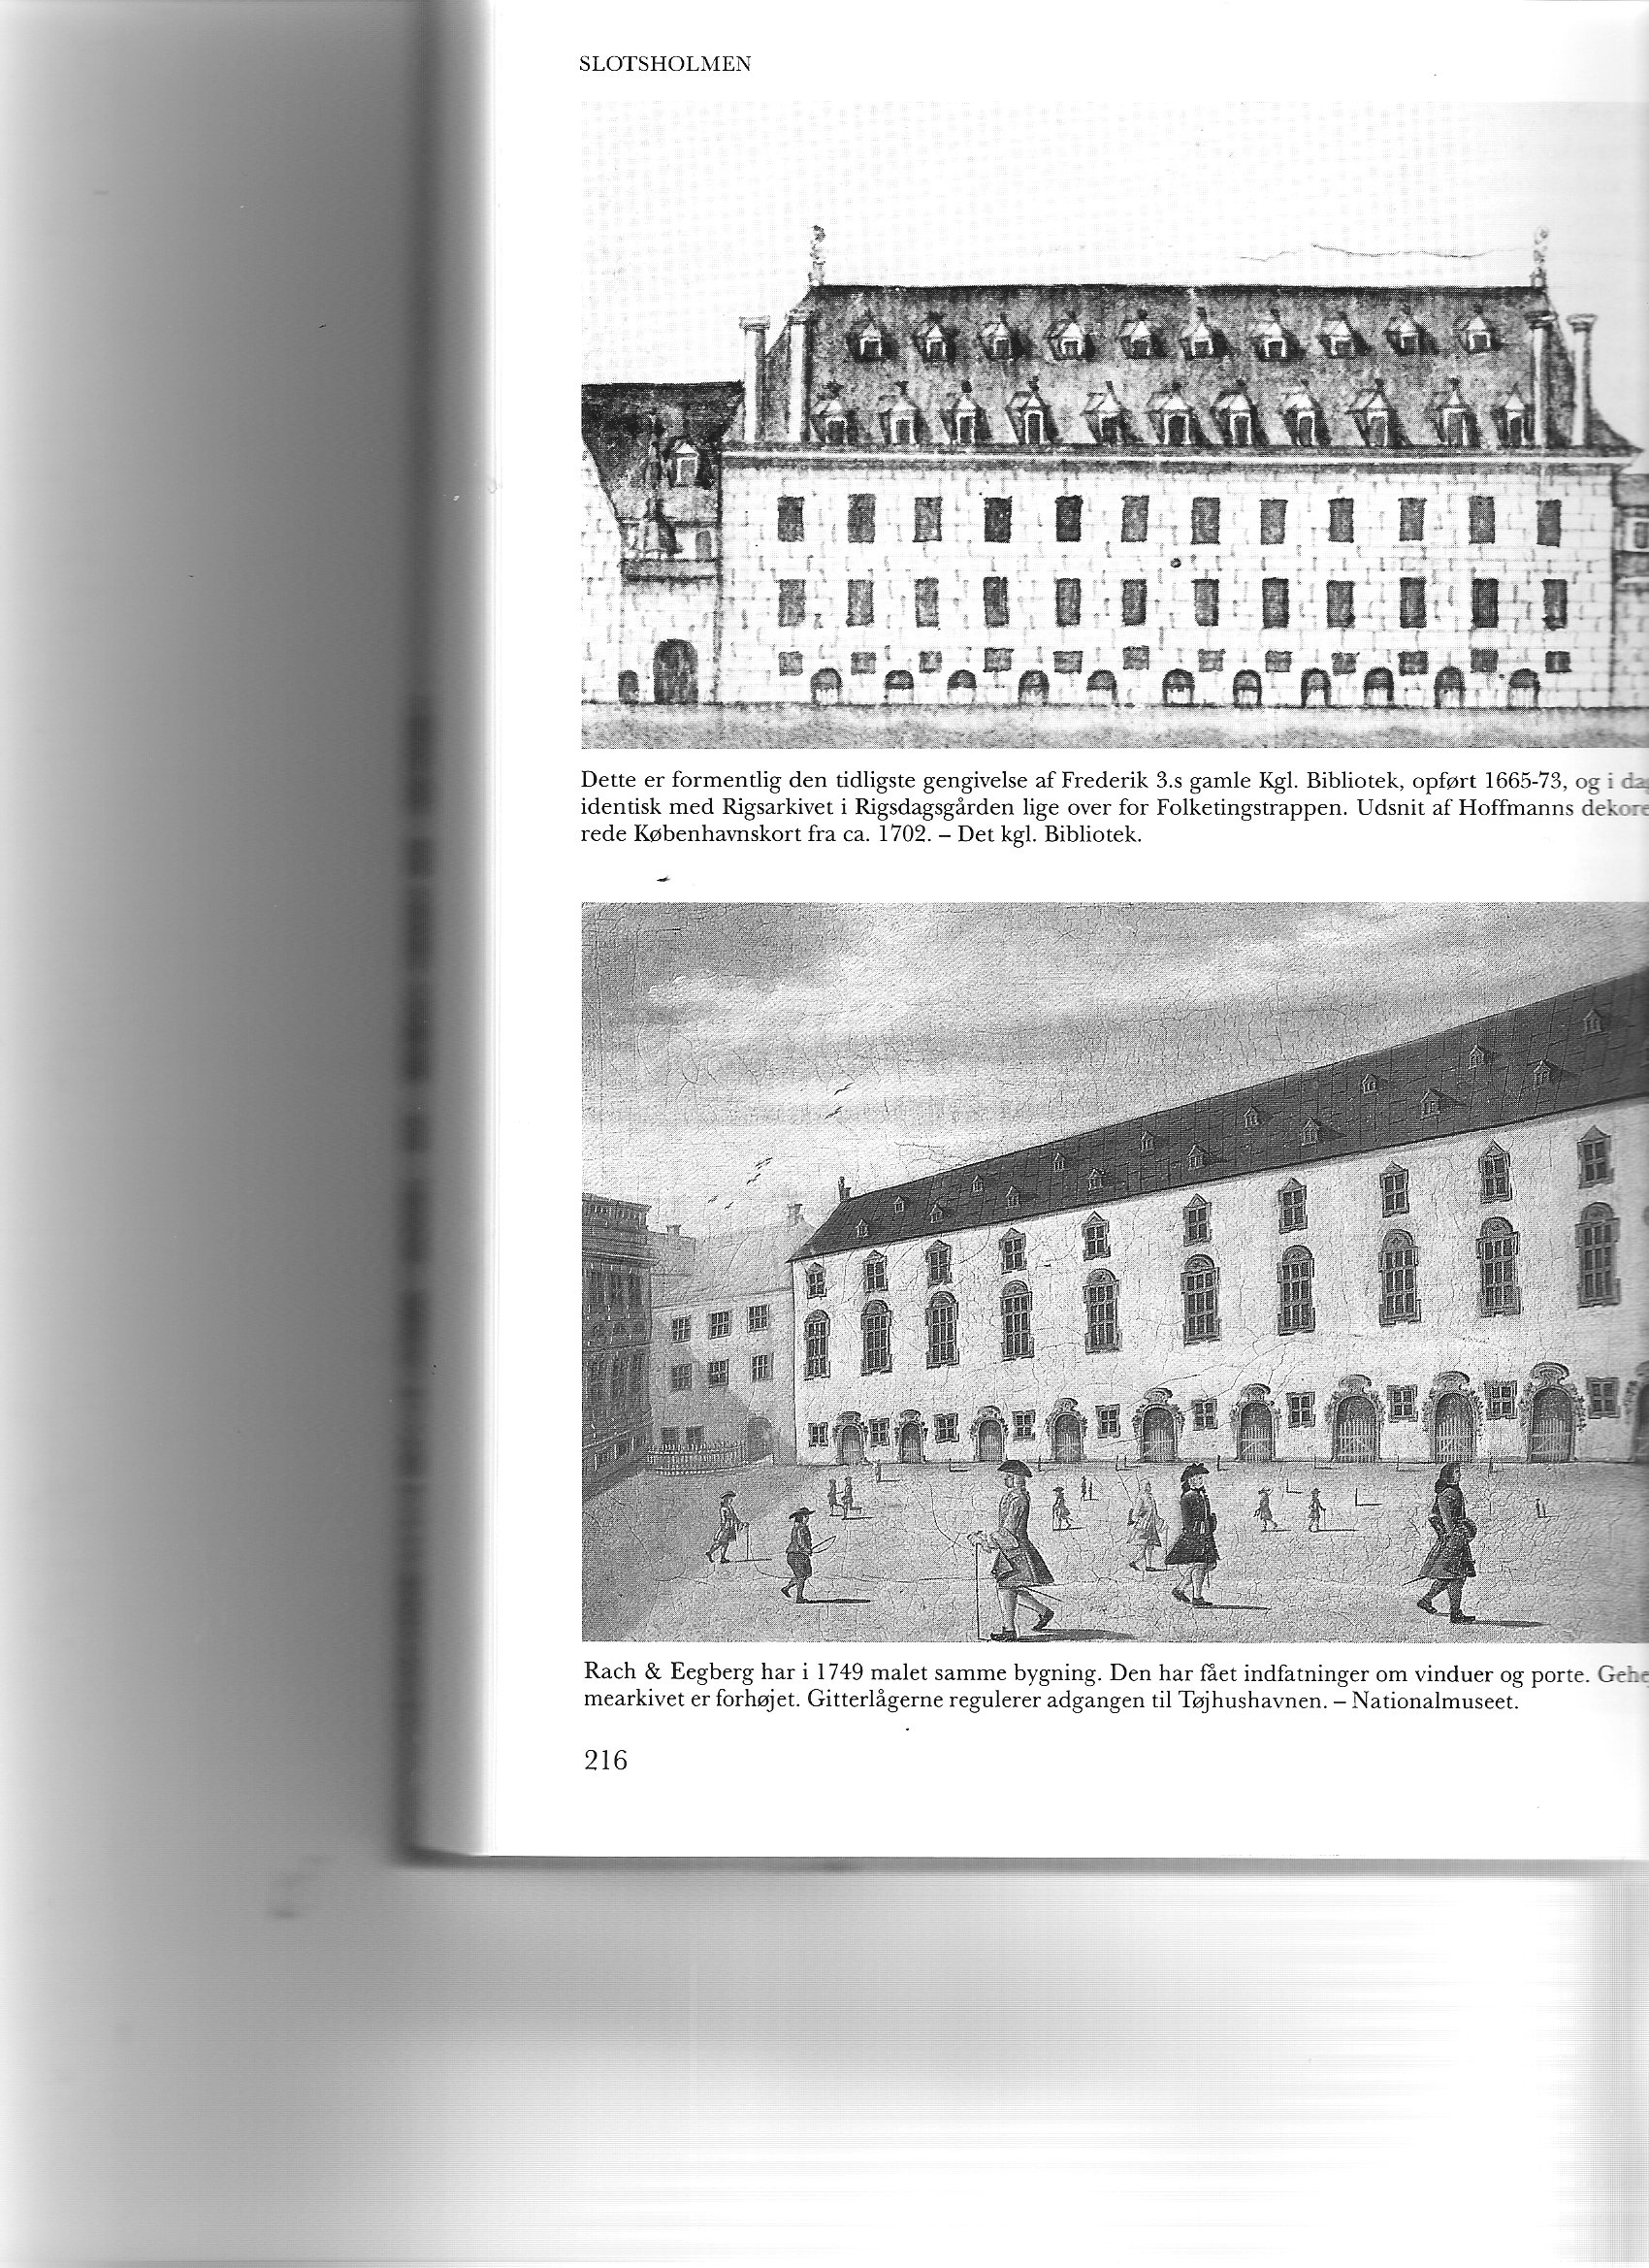 SLOTSHOLMEN
Dette er formentlig den tidligste gengivelse af Frederik 3.s gamle Kgl. Bibliotek, opført 1665-73, og i da
identisk med Rigsarkivet i Rigsdagsgården lige over for Folketingstrappen. Udsnit af Hoffmanns dekore
rede Københavnskort fra ca. 1702. – Det kgl. Bibliotek.
Rach & Eegberg har i 1749 malet samme bygning. Den har fået indfatninger om vinduer og porte. Gehe
mearkivet er forhøjet. Gitterlågerne regulerer adgangen til Tøjhushavnen. – Nationalmuseet.
216